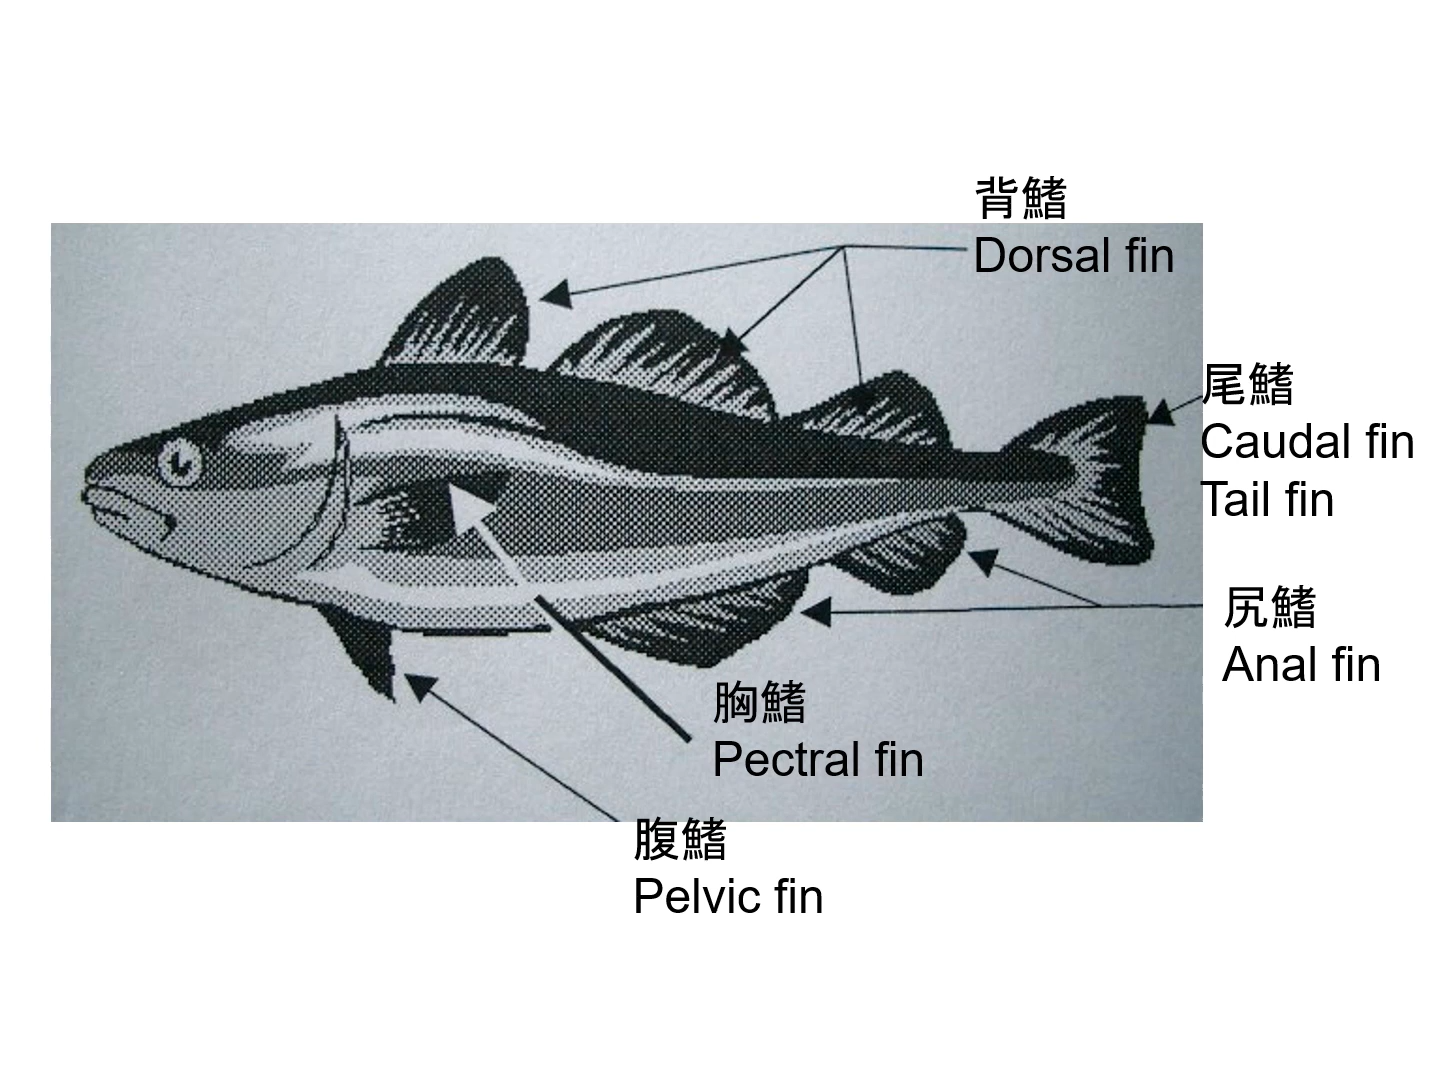 背鰭
Dorsal fin
尾鰭
Caudal fin
Tail fin
尻鰭
Anal fin
胸鰭
Pectral fin
腹鰭
Pelvic fin